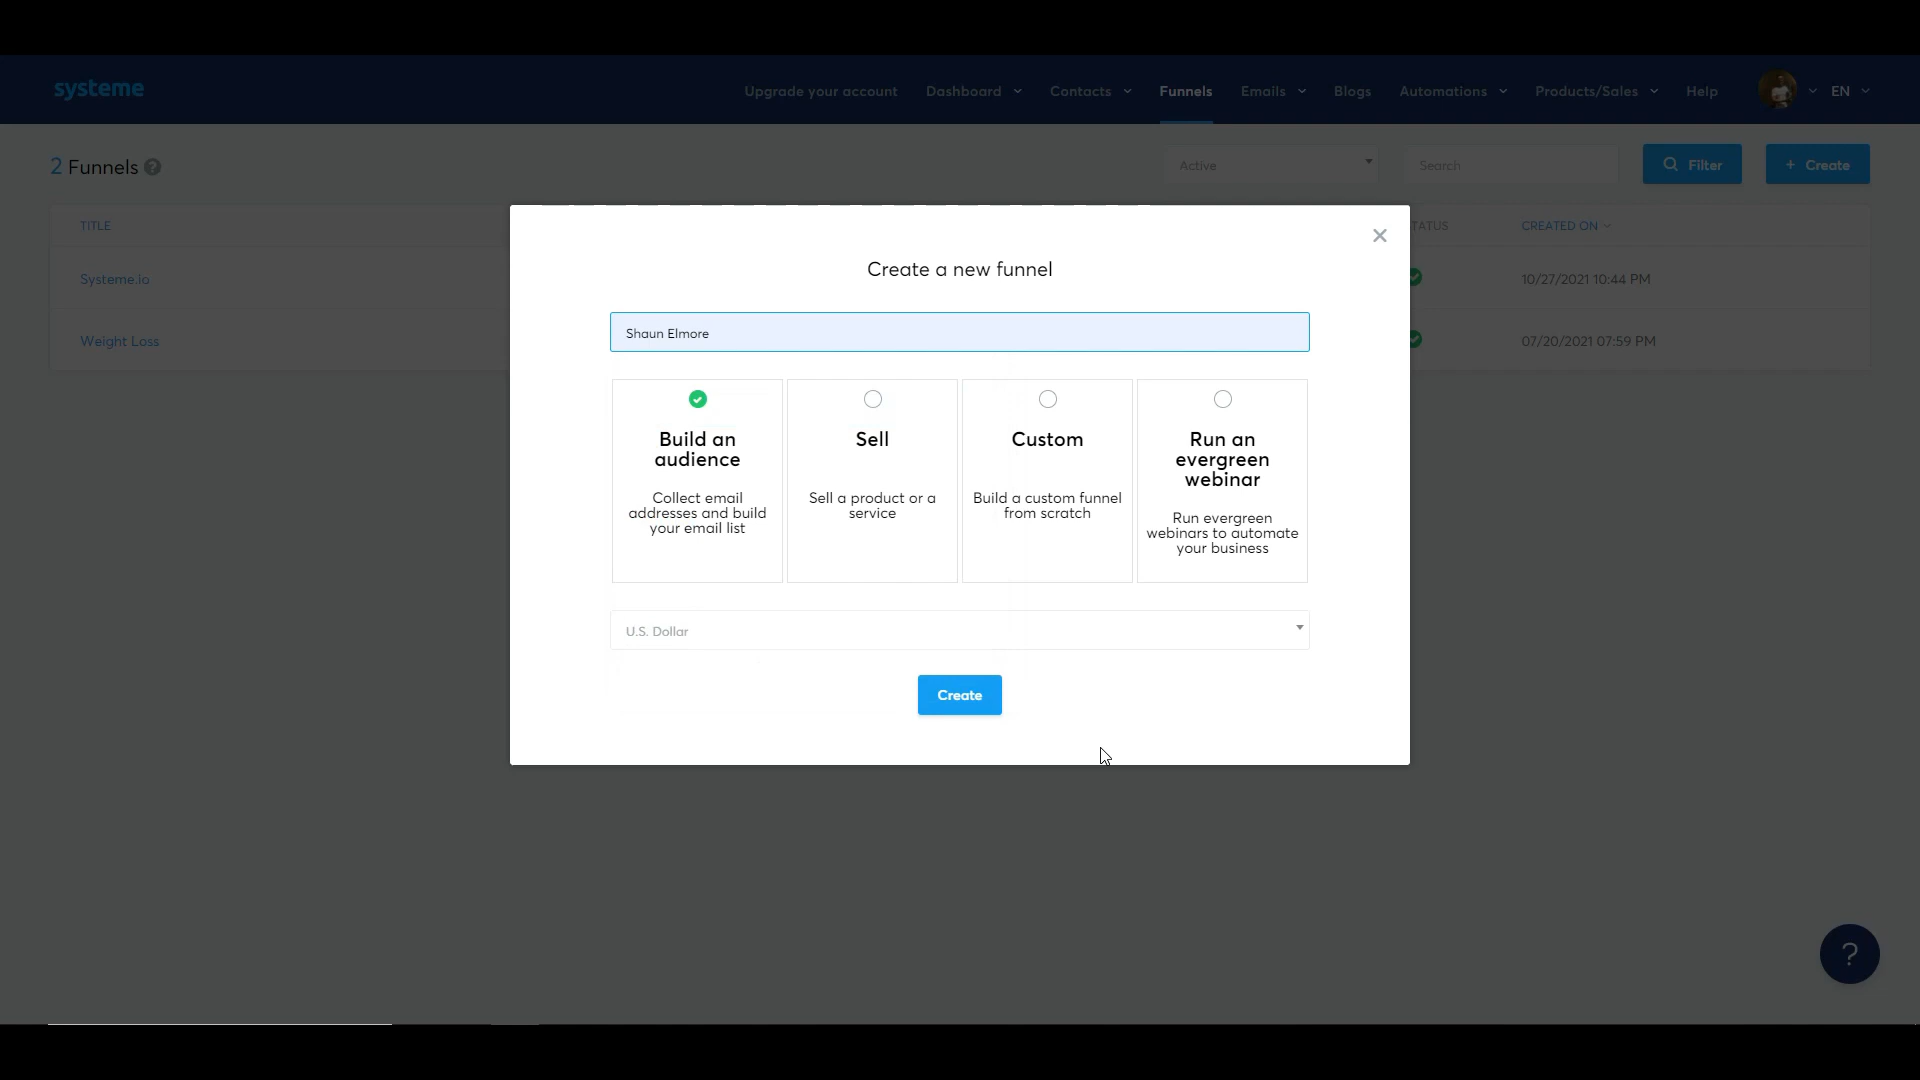 systeme
Upgrade your account Dashboard Contacts Funnels Emails Blogs Automations Products/Sales Help EN
2 Funnels ?
Active Search Filter + Create
TITLE TATUS CREATED ON
Systeme.io 10/27/2021 10:44 PM
Weight Loss 07/20/2021 07:59 PM
Create a new funnel
Shaun Elmore
Build an
audience
Collect email
addresses and build
your email list
Sell
Sell a product or a
service
Custom
Build a custom funnel
from scratch
Run an
evergreen
webinar
Run evergreen
webinars to automate
your business
U.S. Dollar
Create
?